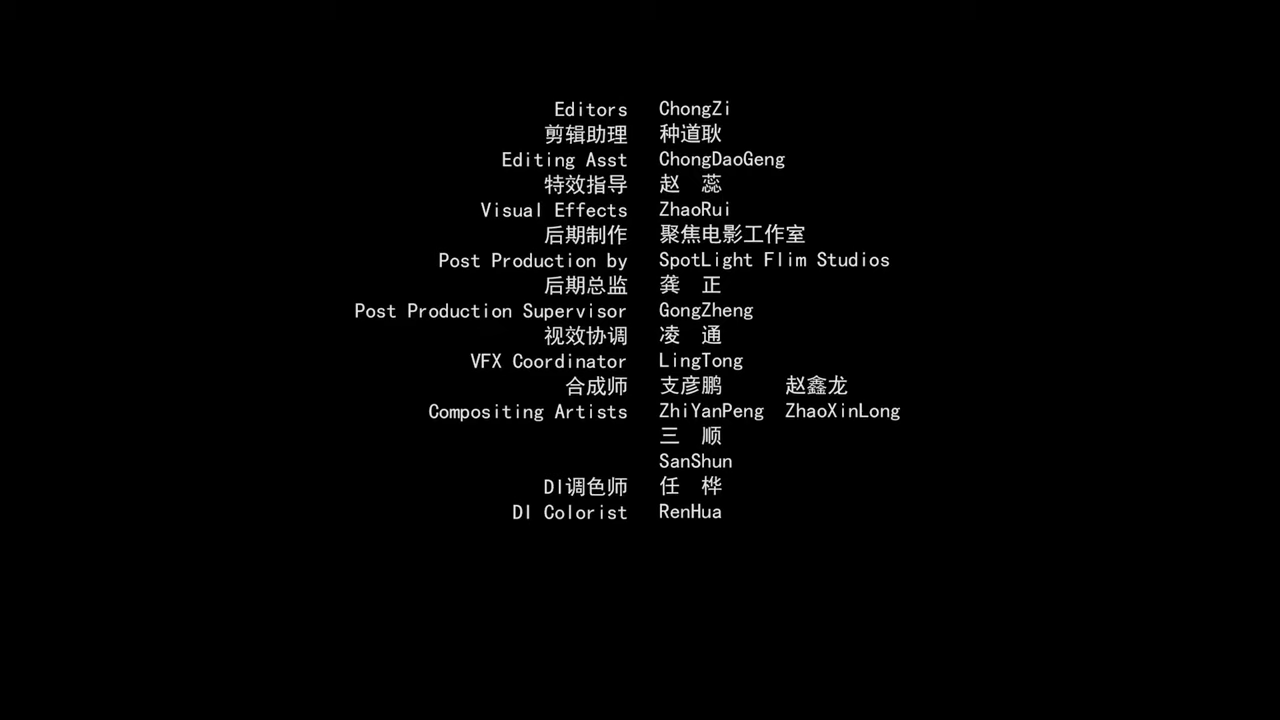 Editors ChongZi
剪辑助理 种道耿
Editing Asst ChongDaoGeng
特效指导 赵 蕊
Visual Effects ZhaoRui
后期制作 聚焦电影工作室
Post Production by SpotLight Flim Studios
后期总监 龚 正
Post Production Supervisor GongZheng
视效协调 凌 通
VFX Coordinator LingTong
合成师 支彦鹏 赵鑫龙
Compositing Artists ZhiYanPeng ZhaoXinLong
三 顺
SanShun
DI调色师 任 桦
DI Colorist RenHua